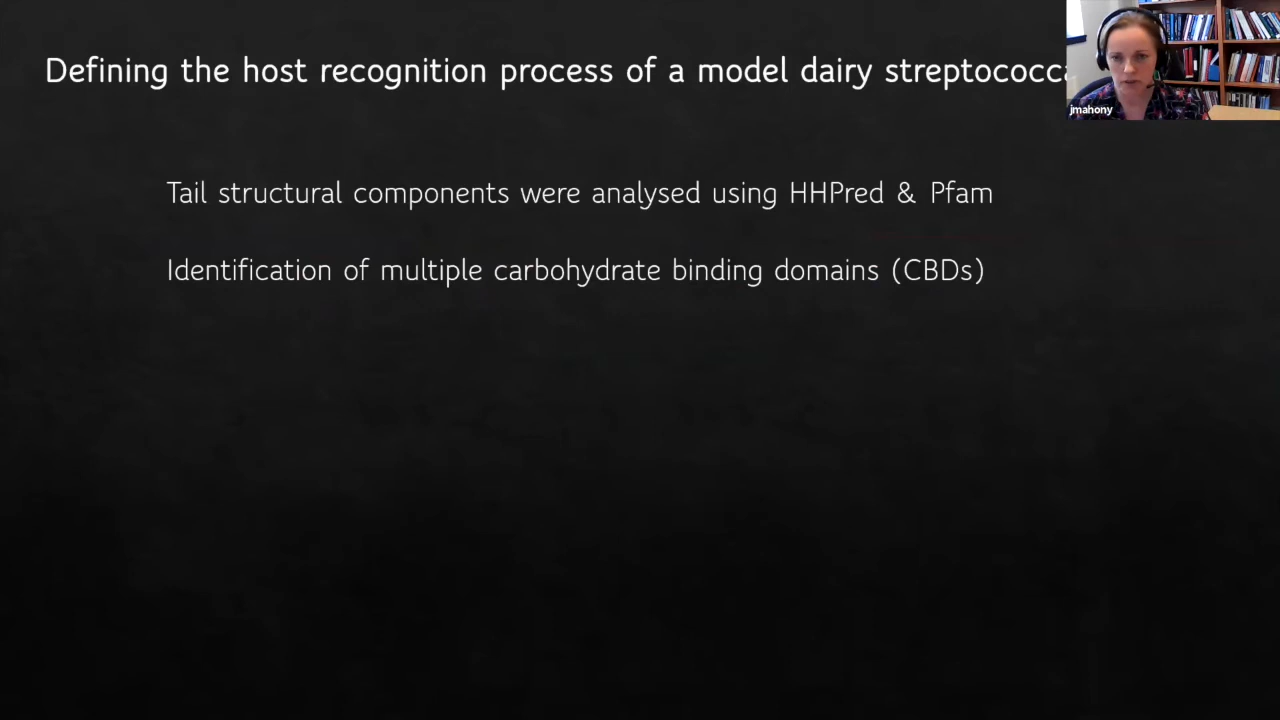 Defining the host recognition process of a model dairy
jmahony
Tail structural components were analysed using HHPred & Pfam
Identification of multiple carbohydrate binding domains (CBDs)